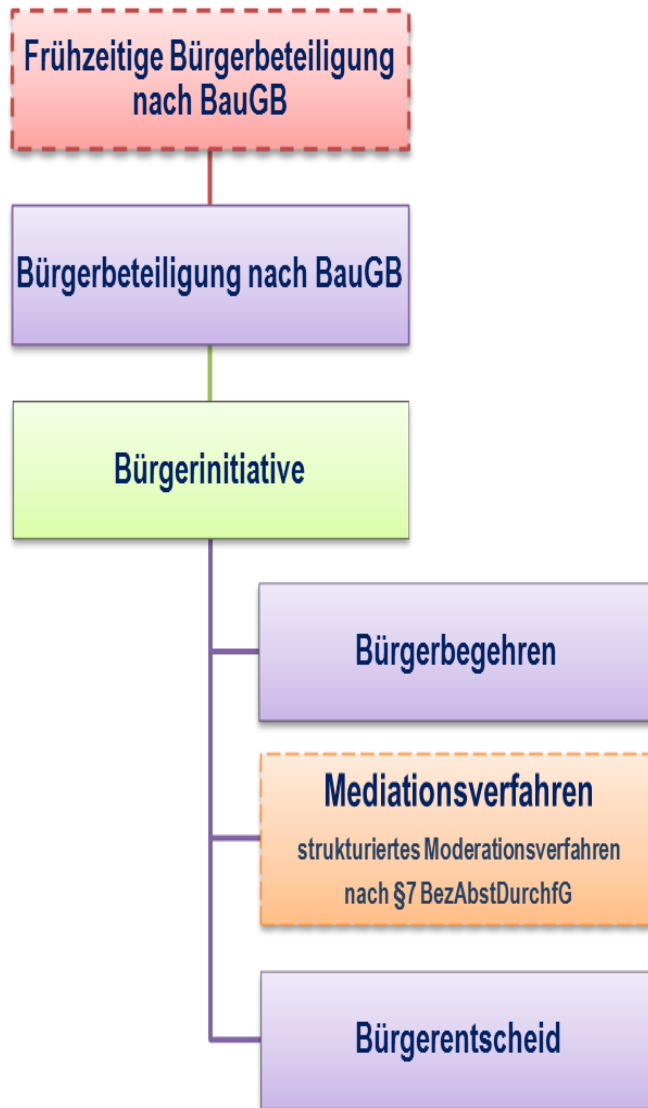 Frühzeitige Bürgerbeteiligung
nach BauGB
Bürgerbeteiligung nach BauGB
Bürgerinitiative
Bürgerbegehren
Mediationsverfahren
strukturiertes Moderationsverfahren
nach §7 BezAbstDurchfG
Bürgerentscheid